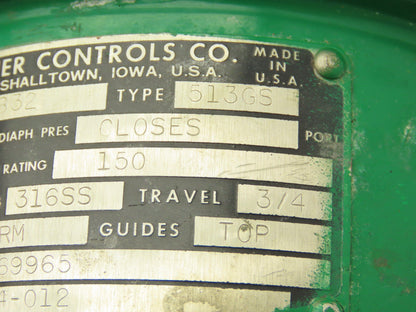 ER CONTROLS CO. MADE IN U.S.A.
SHALLTOWN, IOWA, U.S.A.
332 TYPE 513GS
DIAPH PRES CLOSES PORT
RATING 150
316SS TRAVEL 3/4
RM GUIDES TOP
69965
4-012